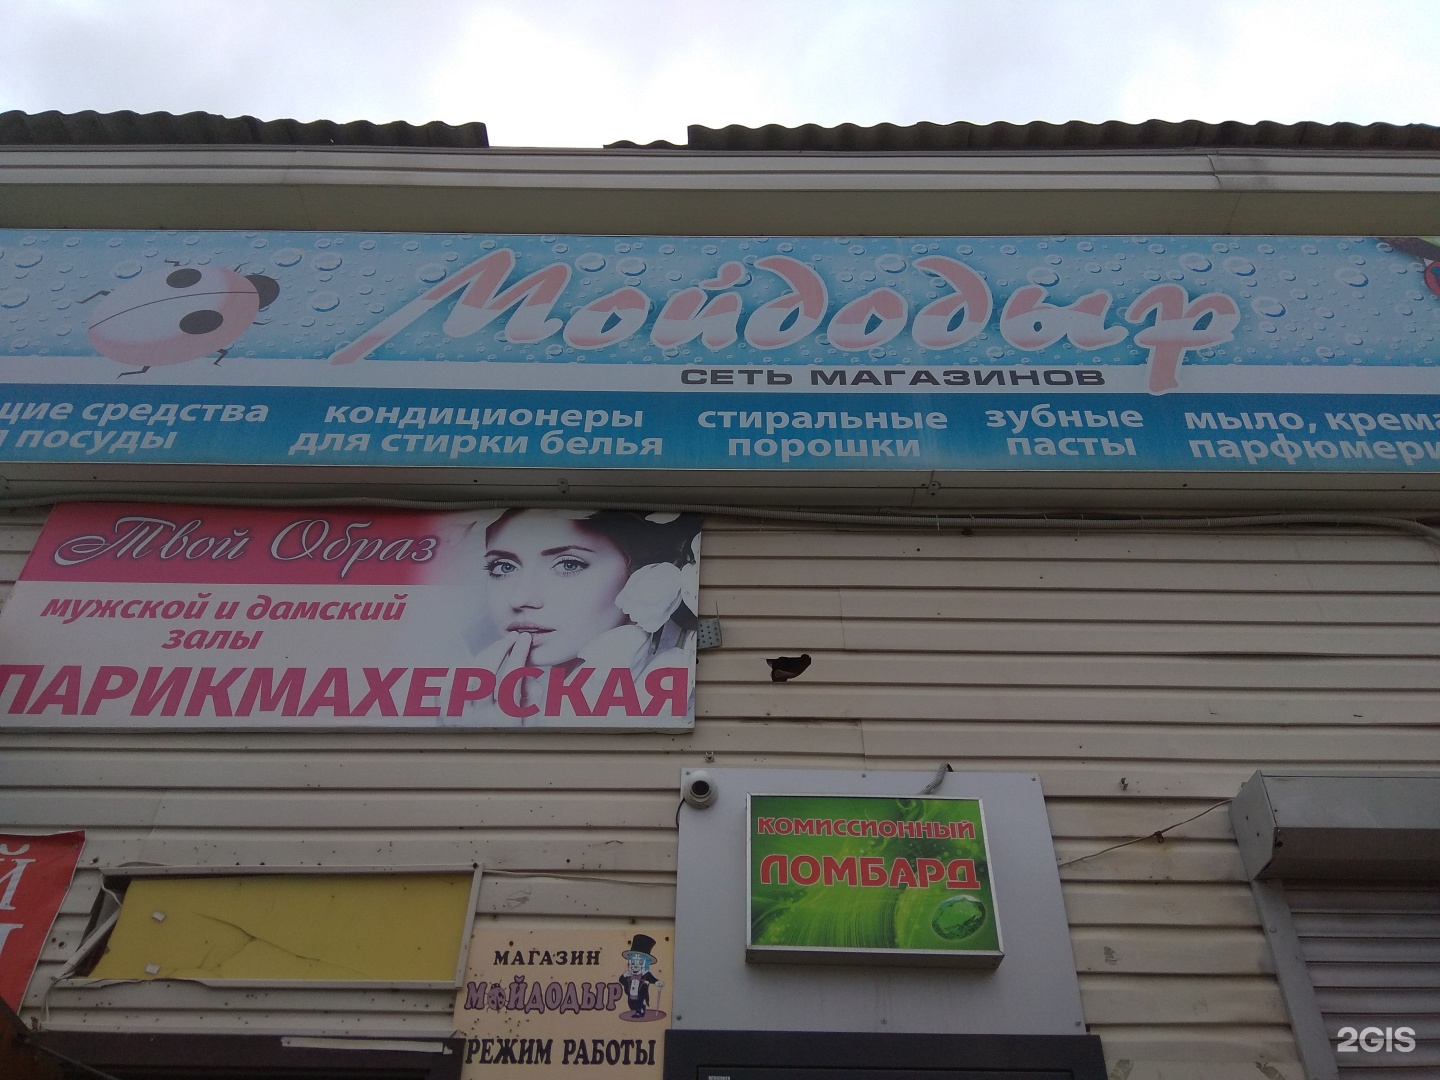 Мойдодыр
СЕТЬ МАГАЗИНОВ
щие средства
посуды
кондиционеры
для стирки белья
стиральные
порошки
зубные
пасты
мыло, крема
парфюмери
Твой Образ
мужской и дамский
залы
ПАРИКМАХЕРСКАЯ
КОМИССИОННЫЙ
ЛОМБАРД
Й
МАГАЗИН
МОЙДОДЫР
РЕЖИМ РАБОТЫ
2GIS